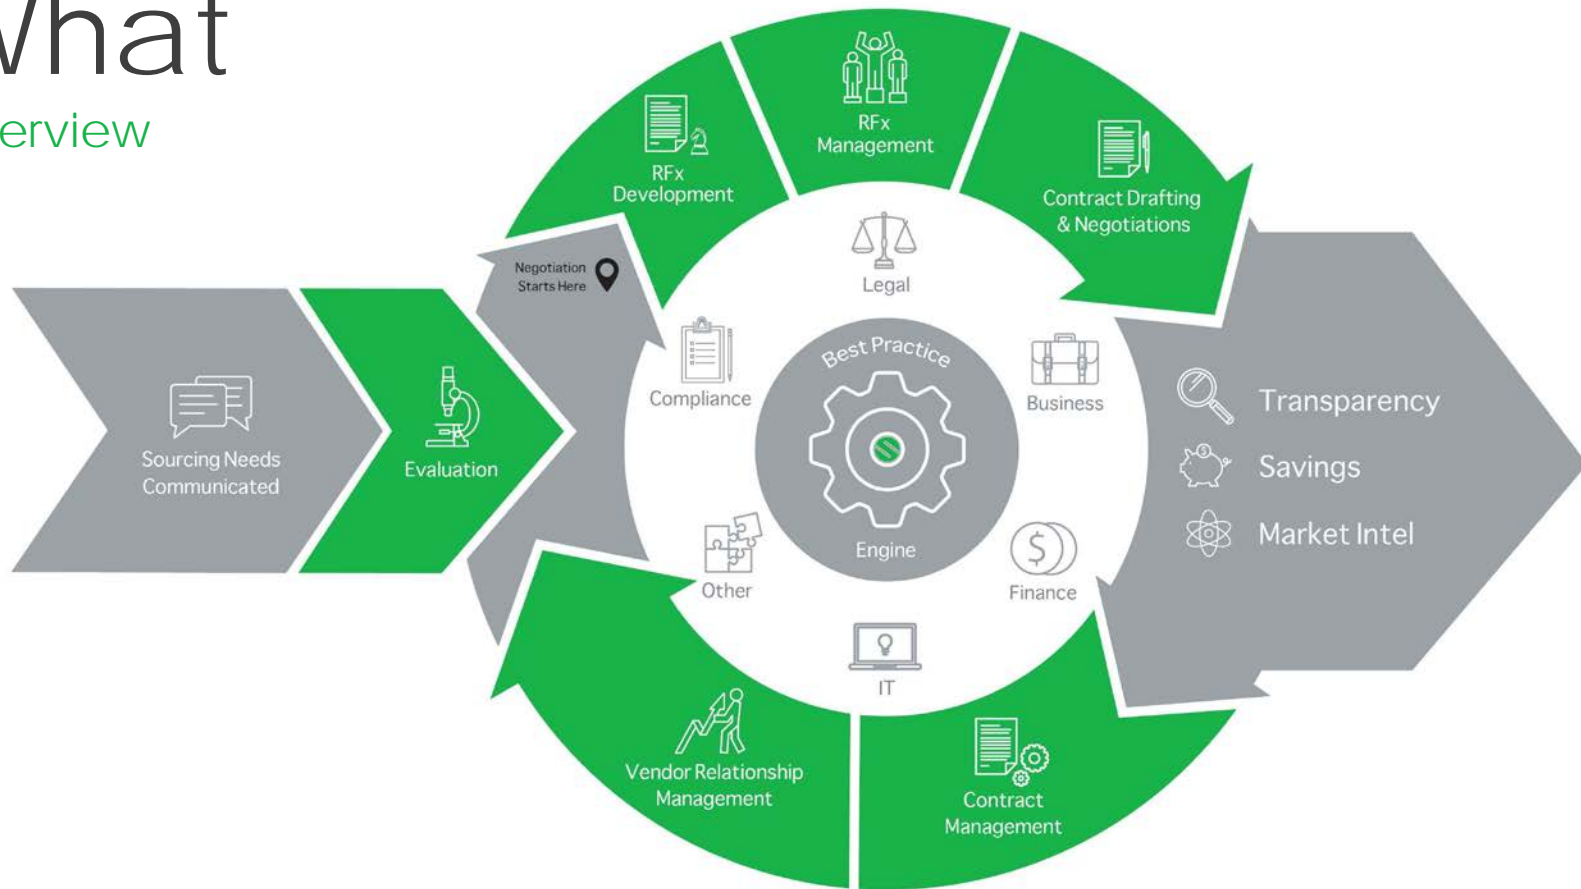 What
erview
RFx
Management
RFx
Development
Contract Drafting
& Negotiations
Negotiation
Starts Here
Legal
Compliance
Best Practice
Engine
Business
Sourcing Needs
Communicated
Evaluation
Transparency
Savings
Market Intel
Other
$
Finance
IT
Vendor Relationship
Management
Contract
Management